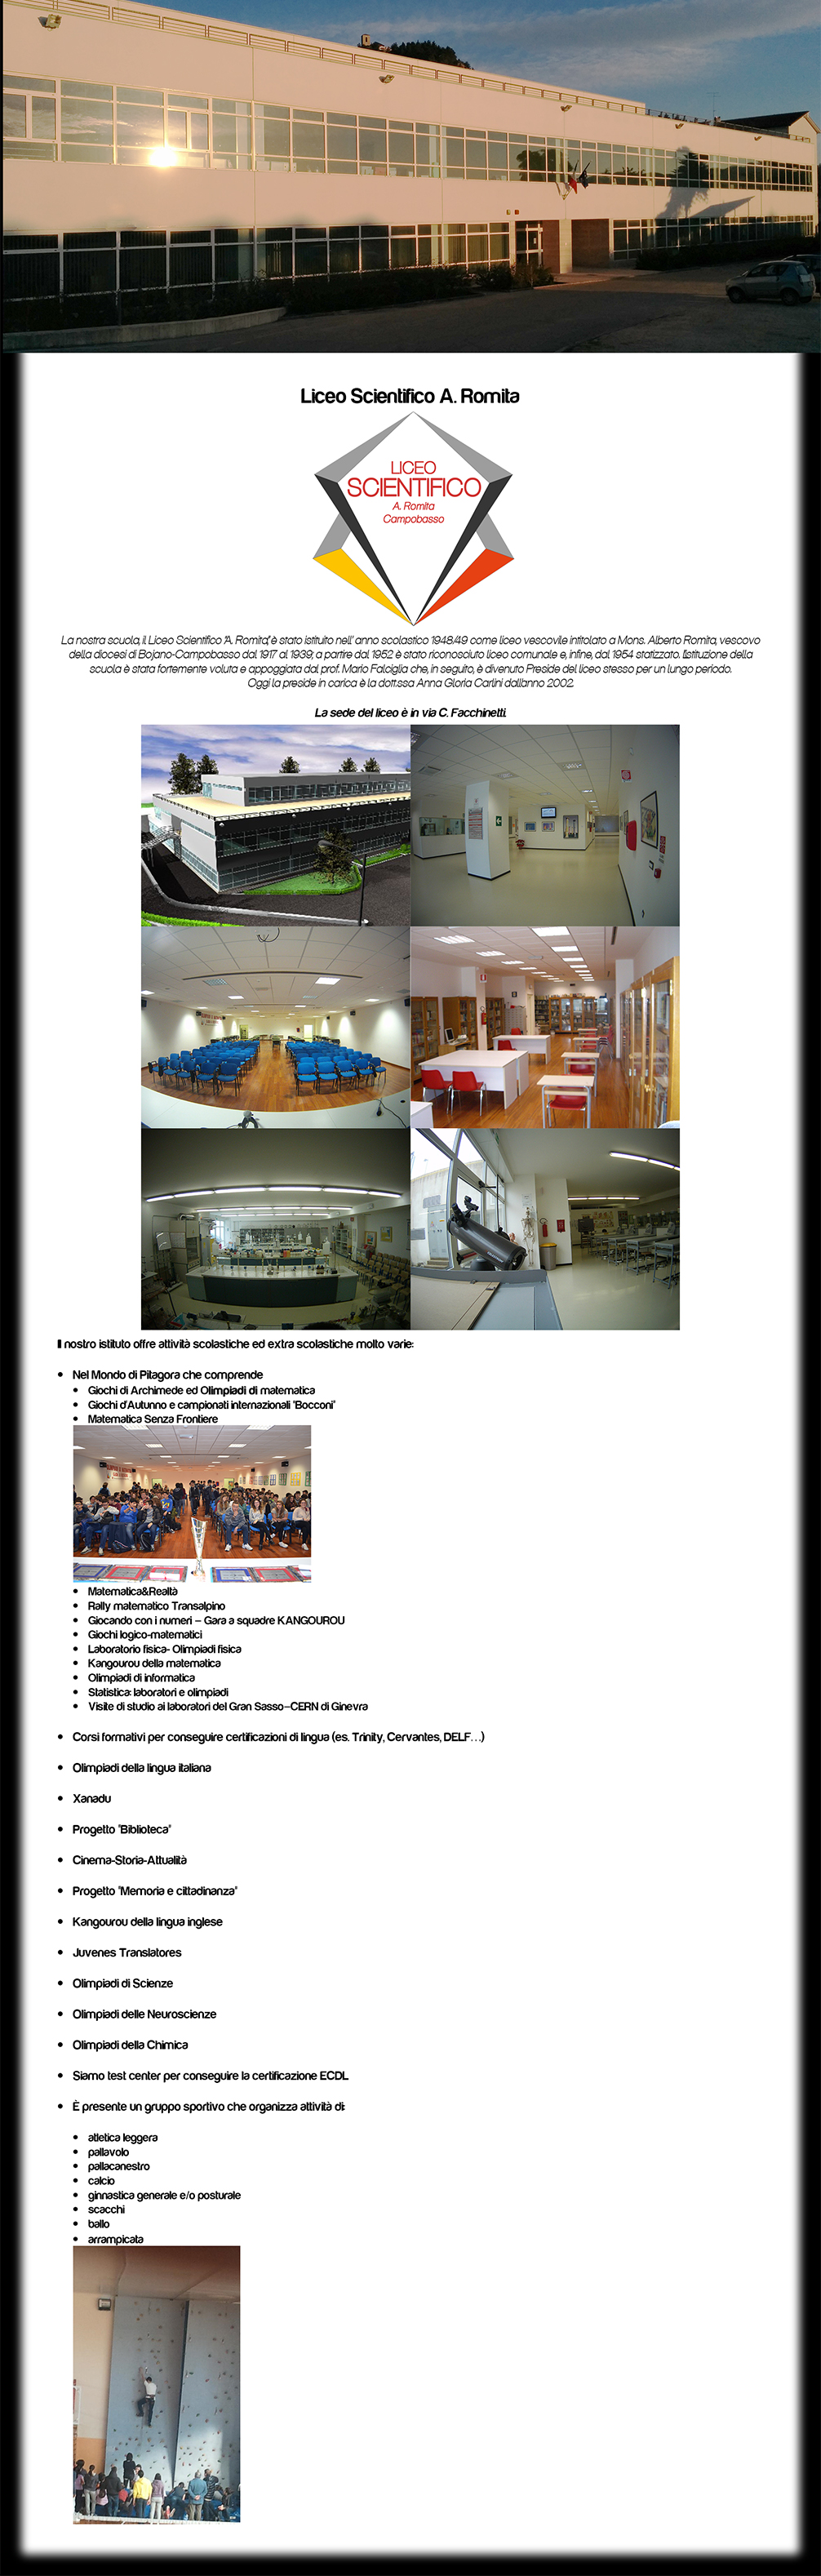 Liceo Scientifico A. Romita
LICEO
SCIENTIFICO
A. Romita
Campobasso
La nostra scuola, il Liceo Scientifico "A. Romita", è stato istituito nell' anno scolastico 1948/49 come liceo vescovile intitolato a Mons. Alberto Romita, vescovo
della diocesi di Bojano-Campobasso dal 1917 al 1939; a partire dal 1952 è stato riconosciuto liceo comunale e, infine, dal 1954 statizzato. L'istituzione della
scuola è stata fortemente voluta e appoggiata dal prof. Mario Falciglia che, in seguito, è divenuto Preside del liceo stesso per un lungo periodo.
Oggi la preside in carica è la dott.ssa Anna Gloria Carlini dall'anno 2002.
La sede del liceo è in via C. Facchinetti.
Il nostro istituto offre attività scolastiche ed extra scolastiche molto varie:
• Nel Mondo di Pitagora che comprende
• Giochi di Archimede ed Olimpiadi di matematica
• Giochi d'Autunno e campionati internazionali "Bocconi"
• Matematica Senza Frontiere
• Matematica&Realtà
• Rally matematico Transalpino
• Giocando con i numeri – Gara a squadre KANGOUROU
• Giochi logico-matematici
• Laboratorio fisica- Olimpiadi fisica
• Kangourou della matematica
• Olimpiadi di informatica
• Statistica: laboratori e olimpiadi
• Visite di studio ai laboratori del Gran Sasso–CERN di Ginevra
• Corsi formativi per conseguire certificazioni di lingua (es. Trinity, Cervantes, DELF…)
• Olimpiadi della lingua italiana
• Xanadu
• Progetto "Biblioteca"
• Cinema-Storia-Attualità
• Progetto "Memoria e cittadinanza"
• Kangourou della lingua inglese
• Juvenes Translatores
• Olimpiadi di Scienze
• Olimpiadi delle Neuroscienze
• Olimpiadi della Chimica
• Siamo test center per conseguire la certificazione ECDL
• È presente un gruppo sportivo che organizza attività di:
• atletica leggera
• pallavolo
• pallacanestro
• calcio
• ginnastica generale e/o posturale
• scacchi
• ballo
• arrampicata